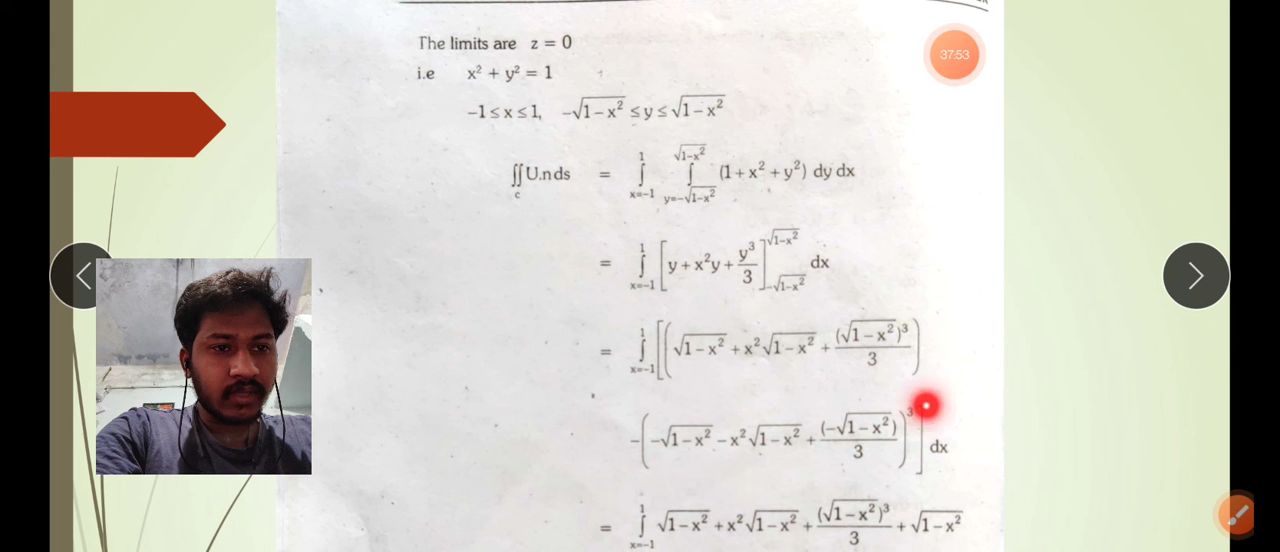 The limits are z = 0
37:53
i.e x² + y² = 1
-1 ≤ x ≤ 1, -√(1-x²) ≤ y ≤ √(1-x²)
∬_c U.n ds = ∫_{x=-1}^{1} ∫_{y=-√(1-x²)}^{√(1-x²)} (1 + x² + y²) dy dx
= ∫_{x=-1}^{1} [y + x²y + y³/3]_{-√(1-x²)}^{√(1-x²)} dx
= ∫_{x=-1}^{1} [(√(1-x²) + x²√(1-x²) + (√(1-x²))³/3)
-(-√(1-x²) - x²√(1-x²) + (-√(1-x²))/3)³] dx
= ∫_{x=-1}^{1} √(1-x²) + x²√(1-x²) + (√(1-x²))³/3 + √(1-x²)